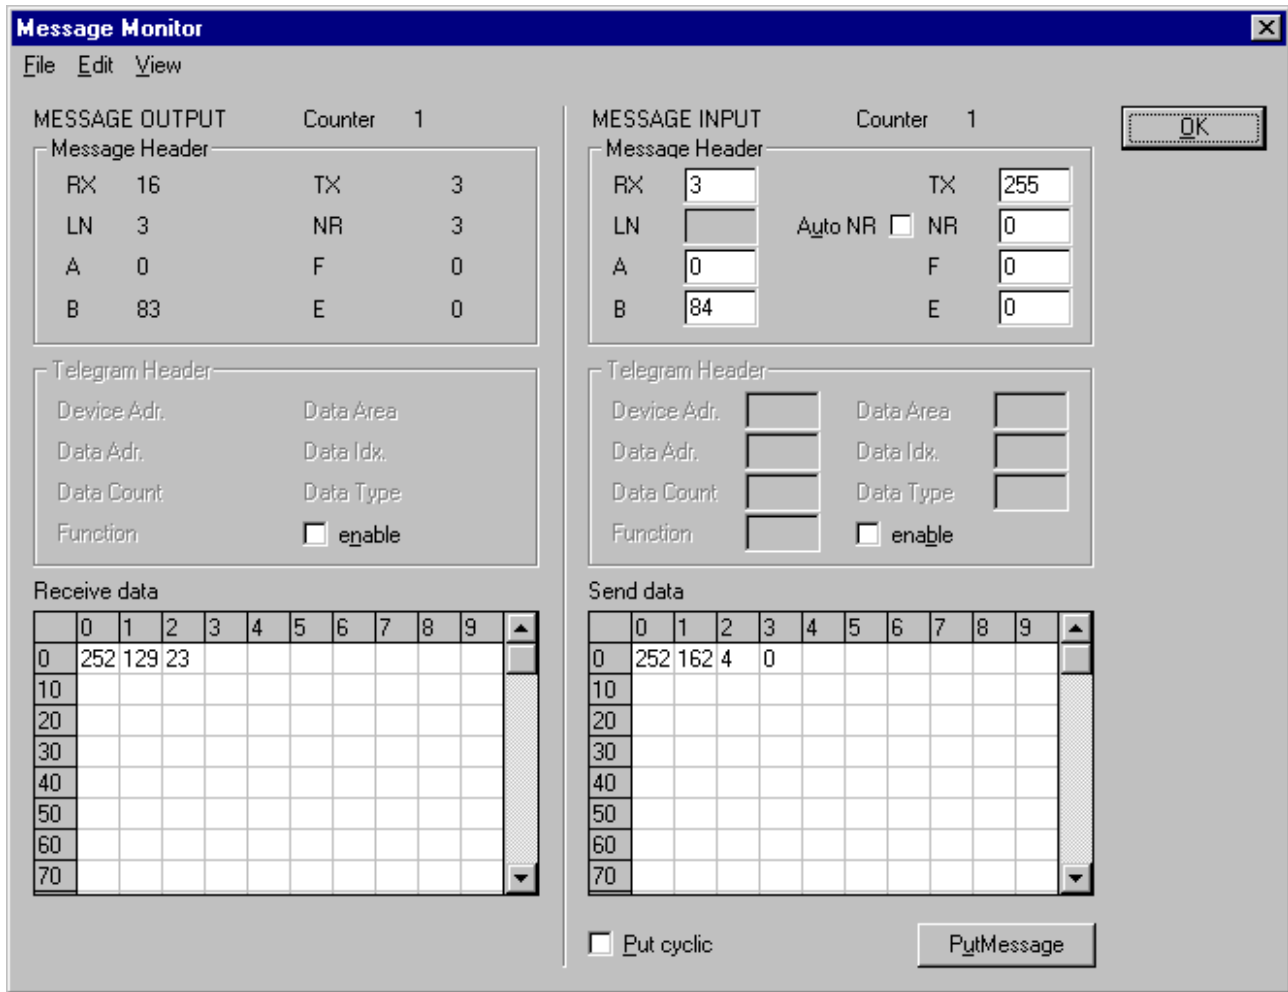 Message Monitor
File Edit View
MESSAGE OUTPUT Counter 1
Message Header
RX 16 TX 3
LN 3 NR 3
A 0 F 0
B 83 E 0
Telegram Header
Device Adr. Data Area
Data Adr. Data Idx.
Data Count Data Type
Function enable
Receive data
0 1 2 3 4 5 6 7 8 9
0 252 129 23
10
20
30
40
50
60
70
MESSAGE INPUT Counter 1
Message Header
RX 3 TX 255
LN Auto NR NR 0
A 0 F 0
B 84 E 0
Telegram Header
Device Adr. Data Area
Data Adr. Data Idx.
Data Count Data Type
Function enable
Send data
0 1 2 3 4 5 6 7 8 9
0 252 162 4 0
10
20
30
40
50
60
70
Put cyclic PutMessage
OK